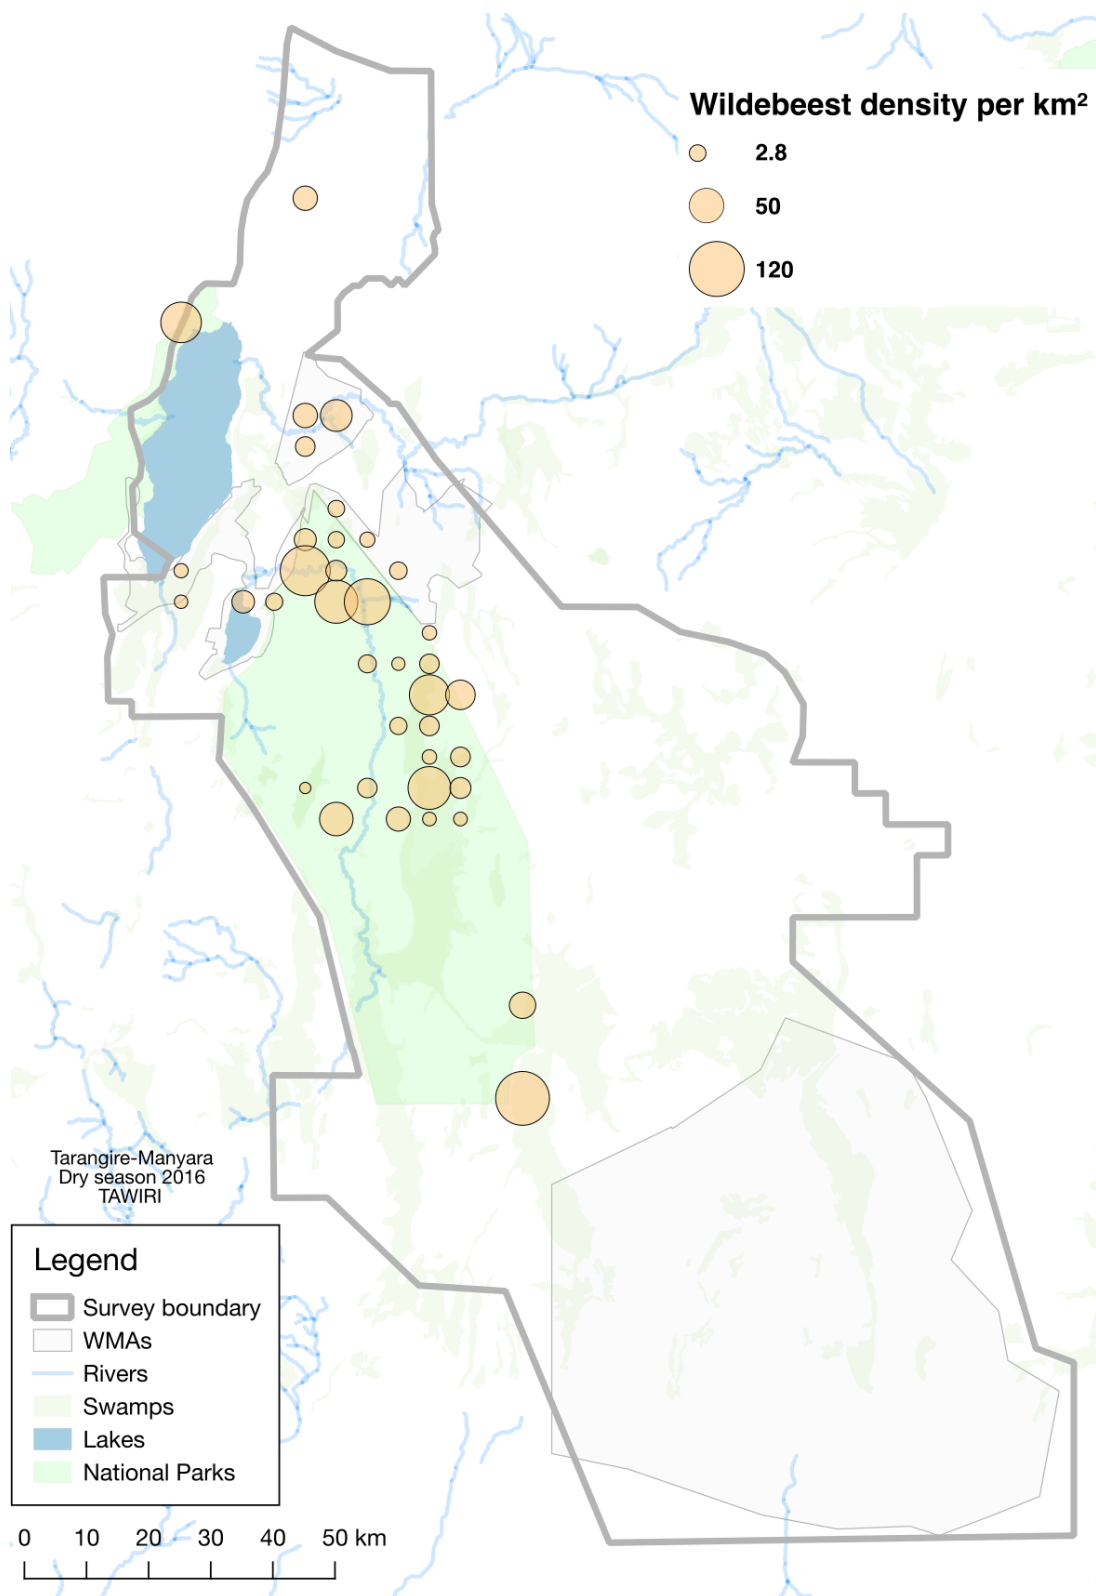 Wildebeest density per km²
2.8
50
120
Tarangire-Manyara
Dry season 2016
TAWIRI
Legend
Survey boundary
WMAs
Rivers
Swamps
Lakes
National Parks
0 10 20 30 40 50 km